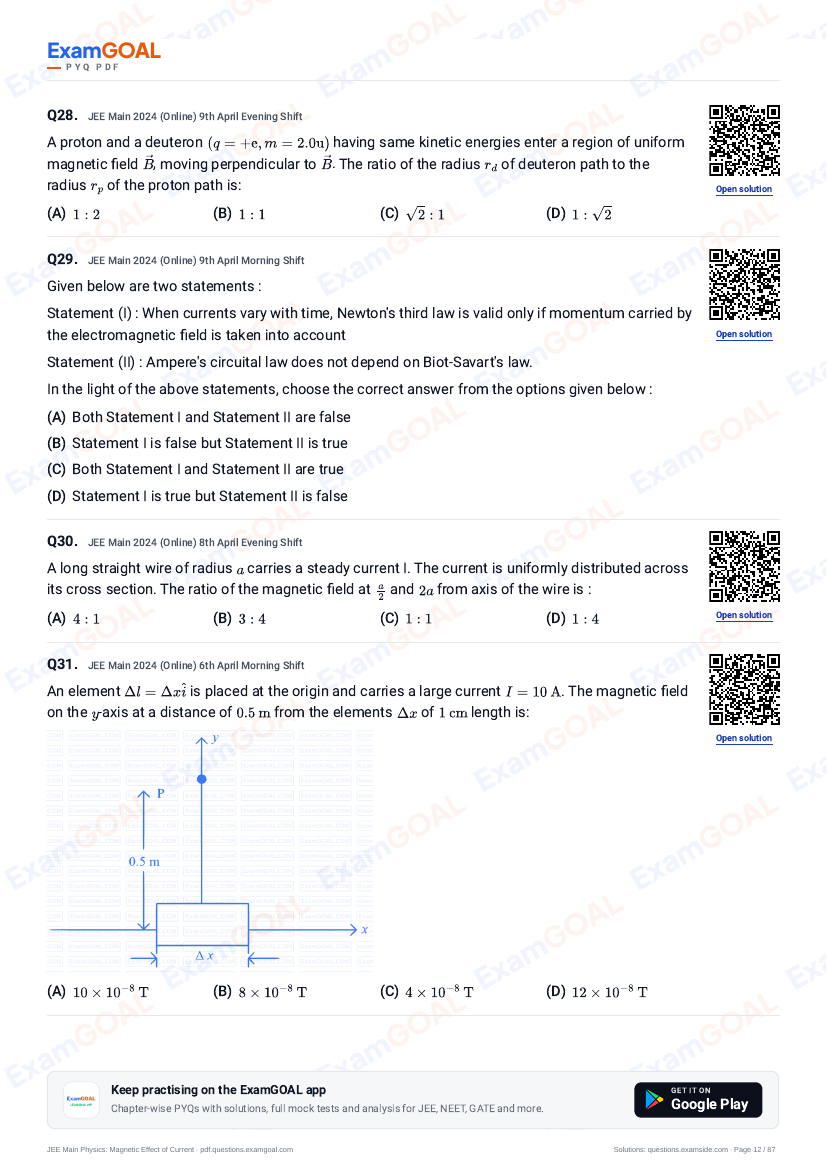 ExamGOAL
PYQ PDF
Q28. JEE Main 2024 (Online) 9th April Evening Shift
A proton and a deuteron (q = +e, m = 2.0u) having same kinetic energies enter a region of uniform
magnetic field B⃗, moving perpendicular to B⃗. The ratio of the radius r_d of deuteron path to the
radius r_p of the proton path is:
(A) 1 : 2 (B) 1 : 1 (C) √2 : 1 (D) 1 : √2
Open solution
Q29. JEE Main 2024 (Online) 9th April Morning Shift
Given below are two statements :
Statement (I) : When currents vary with time, Newton's third law is valid only if momentum carried by
the electromagnetic field is taken into account
Statement (II) : Ampere's circuital law does not depend on Biot-Savart's law.
In the light of the above statements, choose the correct answer from the options given below :
(A) Both Statement I and Statement II are false
(B) Statement I is false but Statement II is true
(C) Both Statement I and Statement II are true
(D) Statement I is true but Statement II is false
Open solution
Q30. JEE Main 2024 (Online) 8th April Evening Shift
A long straight wire of radius a carries a steady current I. The current is uniformly distributed across
its cross section. The ratio of the magnetic field at a/2 and 2a from axis of the wire is :
(A) 4 : 1 (B) 3 : 4 (C) 1 : 1 (D) 1 : 4
Open solution
Q31. JEE Main 2024 (Online) 6th April Morning Shift
An element Δl = Δxî is placed at the origin and carries a large current I = 10 A. The magnetic field
on the y-axis at a distance of 0.5 m from the elements Δx of 1 cm length is:
Open solution
y
P
0.5 m
x
Δ x
(A) 10 × 10⁻⁸ T (B) 8 × 10⁻⁸ T (C) 4 × 10⁻⁸ T (D) 12 × 10⁻⁸ T
ExamGOAL
Keep practising on the ExamGOAL app
Chapter-wise PYQs with solutions, full mock tests and analysis for JEE, NEET, GATE and more.
GET IT ON
Google Play
JEE Main Physics: Magnetic Effect of Current · pdf.questions.examgoal.com
Solutions: questions.examside.com · Page 12 / 87